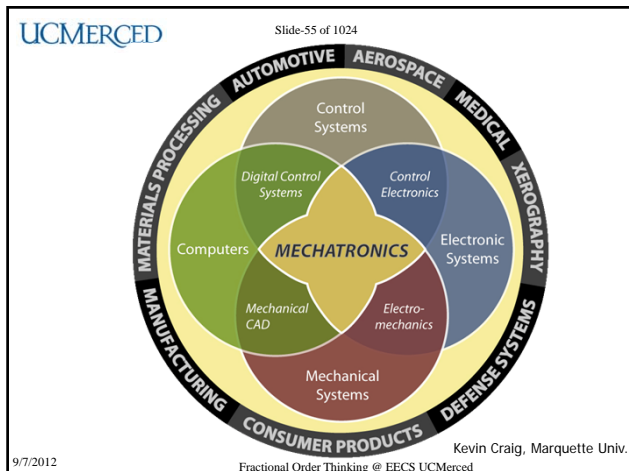 UCMERCED
Slide-55 of 1024
AUTOMOTIVE
AEROSPACE
MEDICAL
XEROGRAPHY
DEFENSE SYSTEMS
CONSUMER PRODUCTS
MANUFACTURING
MATERIALS PROCESSING
Control
Systems
Digital Control
Systems
Control
Electronics
Computers
MECHATRONICS
Electronic
Systems
Mechanical
CAD
Electro-
mechanics
Mechanical
Systems
Kevin Craig, Marquette Univ.
9/7/2012
Fractional Order Thinking @ EECS UCMerced